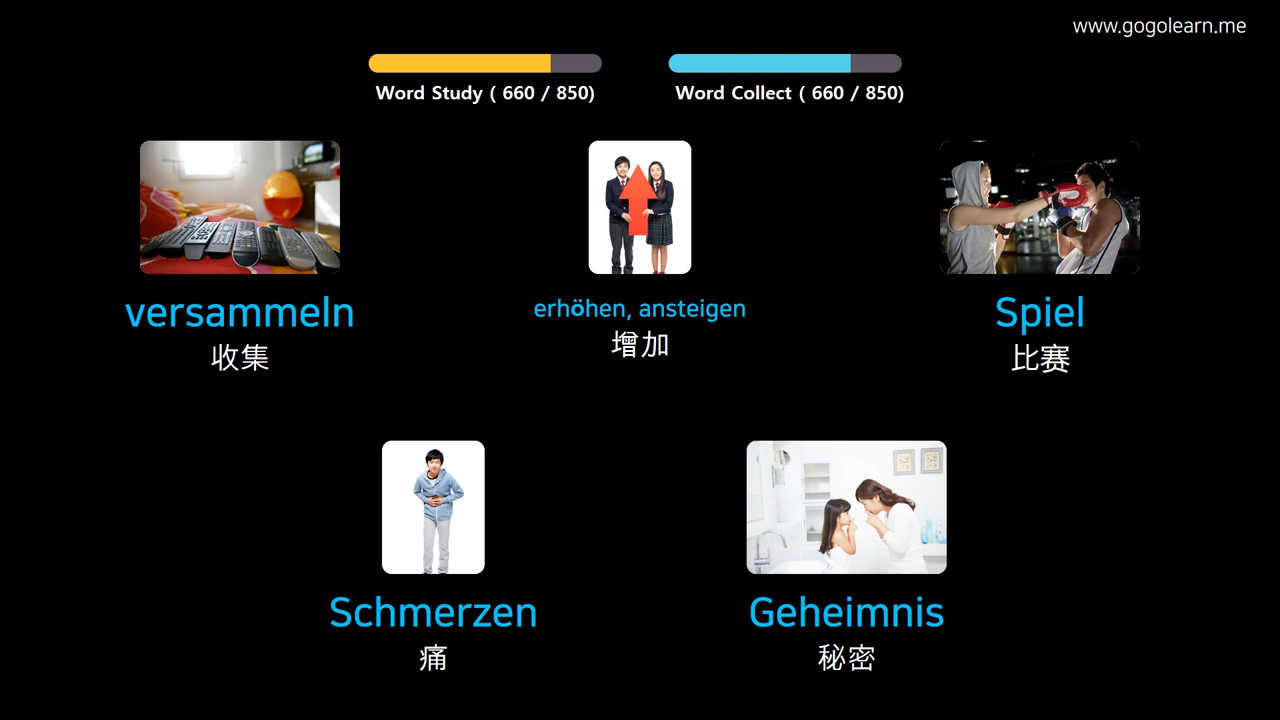 www.gogolearn.me
Word Study ( 660 / 850)
Word Collect ( 660 / 850)
versammeln
收集
erhöhen, ansteigen
增加
Spiel
比赛
Schmerzen
痛
Geheimnis
秘密